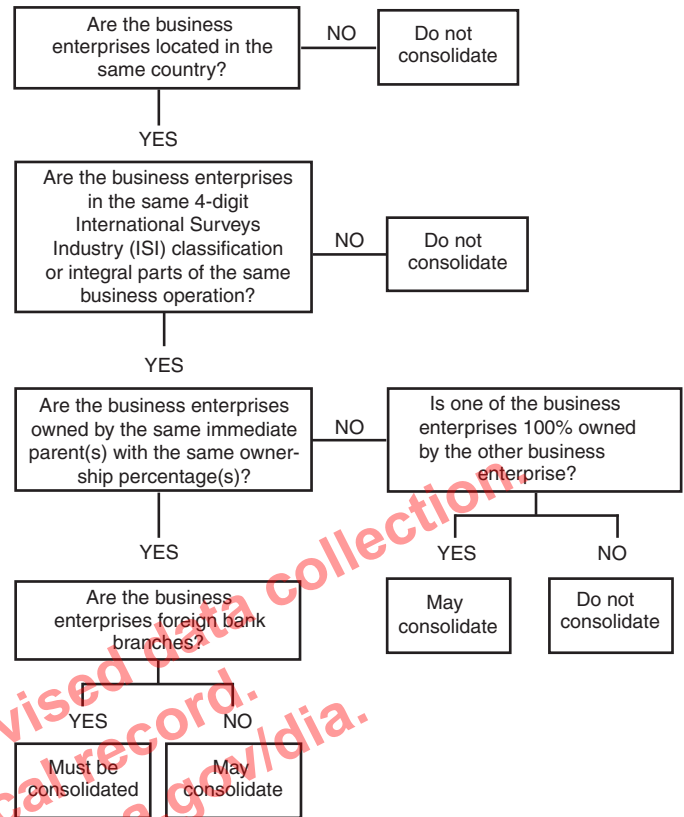 Are the business
enterprises located in the
same country?
NO
Do not
consolidate
YES
Are the business enterprises
in the same 4-digit
International Surveys
Industry (ISI) classification
or integral parts of the same
business operation?
NO
Do not
consolidate
YES
Are the business enterprises
owned by the same immediate
parent(s) with the same owner-
ship percentage(s)?
NO
Is one of the business
enterprises 100% owned
by the other business
enterprise?
YES
YES
NO
Are the business
enterprises foreign bank
branches?
May
consolidate
Do not
consolidate
YES
NO
Must be
consolidated
May
consolidate
data collection.
record.
gov/dia.